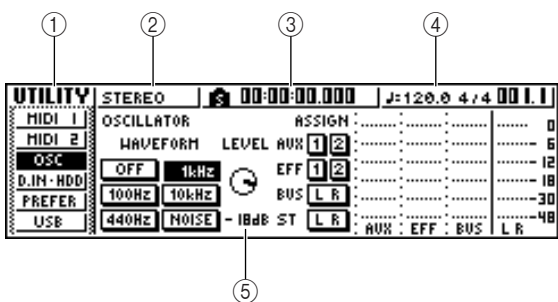 ① ② ③ ④
UTILITY STEREO S 00:00:00.000 ♩=120.0 4/4 001.1
MIDI 1 OSCILLATOR ASSIGN 0
MIDI 2 WAVEFORM LEVEL AUX 1 2 6
OSC OFF 1kHz EFF 1 2 12
D.IN·HDD 18
PREFER 100Hz 10kHz BUS L R 30
USB 440Hz NOISE -18dB ST L R 48
AUX EFF BUS L R
⑤